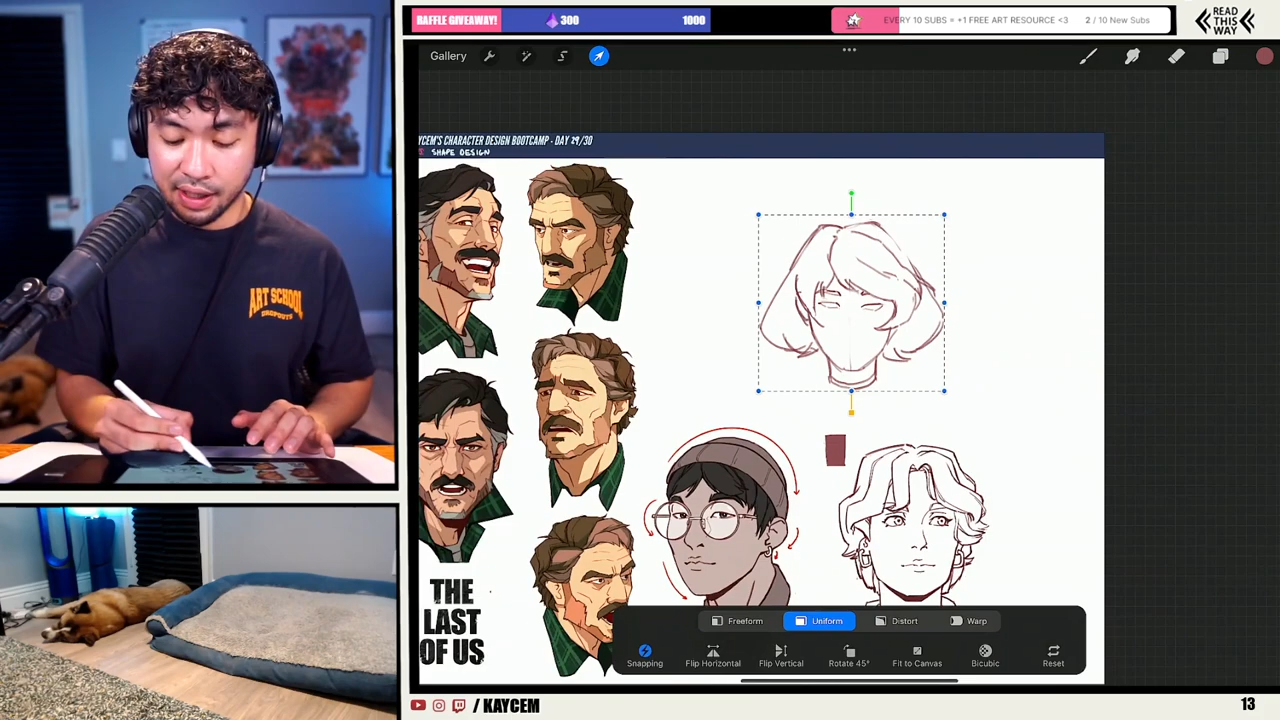 RAFFLE GIVEAWAY!
300
1000
EVERY 10 SUBS = +1 FREE ART RESOURCE <3
2 / 10 New Subs
READ
THIS
WAY
Gallery
YCEM'S CHARACTER DESIGN BOOTCAMP - DAY 29/30
SHAPE DESIGN
ART SCHOOL
DROPOUTS
THE
LAST
OF US
Freeform
Uniform
Distort
Warp
Snapping
Flip Horizontal
Flip Vertical
Rotate 45°
Fit to Canvas
Bicubic
Reset
/ KAYCEM
13